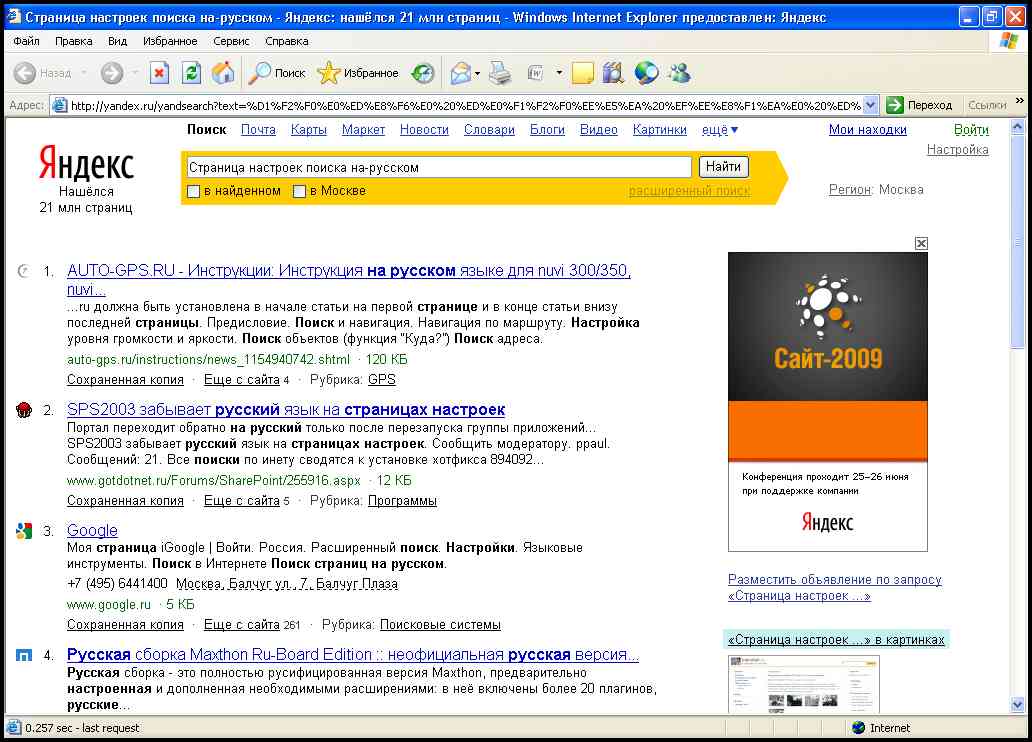 Страница настроек поиска на-русском - Яндекс: нашёлся 21 млн страниц - Windows Internet Explorer предоставлен: Яндекс
Файл Правка Вид Избранное Сервис Справка
Назад Поиск Избранное
Адрес: http://yandex.ru/yandsearch?text=%D1%F2%F0%E0%ED%E8%F6%E0%20%ED%E0%F1%F2%F0%EE%E5%EA%20%EF%EE%E8%F1%EA%E0%20%ED% Переход Ссылки »
Поиск Почта Карты Маркет Новости Словари Блоги Видео Картинки ещё ▼ Мои находки Войти
Настройка
Яндекс
Нашёлся
21 млн страниц
Страница настроек поиска на-русском Найти
в найденном в Москве расширенный поиск
Регион: Москва
1. AUTO-GPS.RU - Инструкции: Инструкция на русском языке для nuvi 300/350,
nuvi...
...ru должна быть установлена в начале статьи на первой странице и в конце статьи внизу
последней страницы. Предисловие. Поиск и навигация. Навигация по маршруту. Настройка
уровня громкости и яркости. Поиск объектов (функция "Куда?") Поиск адреса.
auto-gps.ru/instructions/news_1154940742.shtml · 120 КБ
Сохраненная копия · Еще с сайта 4 · Рубрика: GPS
2. SPS2003 забывает русский язык на страницах настроек
Портал переходит обратно на русский только после перезапуска группы приложений...
SPS2003 забывает русский язык на страницах настроек. Сообщить модератору. ppaul.
Сообщений: 21. Все поиски по инету сводятся к установке хотфикса 894092...
www.gotdotnet.ru/Forums/SharePoint/255916.aspx · 12 КБ
Сохраненная копия · Еще с сайта 5 · Рубрика: Программы
3. Google
Моя страница iGoogle | Войти. Россия. Расширенный поиск. Настройки. Языковые
инструменты. Поиск в Интернете Поиск страниц на русском.
+7 (495) 6441400 Москва, Балчуг ул., 7, Балчуг Плаза
www.google.ru · 5 КБ
Сохраненная копия · Еще с сайта 261 · Рубрика: Поисковые системы
4. Русская сборка Maxthon Ru-Board Edition :: неофициальная русская версия...
Русская сборка - это полностью русифицированная версия Maxthon, предварительно
настроенная и дополненная необходимыми расширениями: в неё включены более 20 плагинов,
русские...
Сайт-2009
Конференция проходит 25–26 июня
при поддержке компании
Яндекс
Разместить объявление по запросу
«Страница настроек ...»
«Страница настроек ...» в картинках
0.257 sec - last request Internet